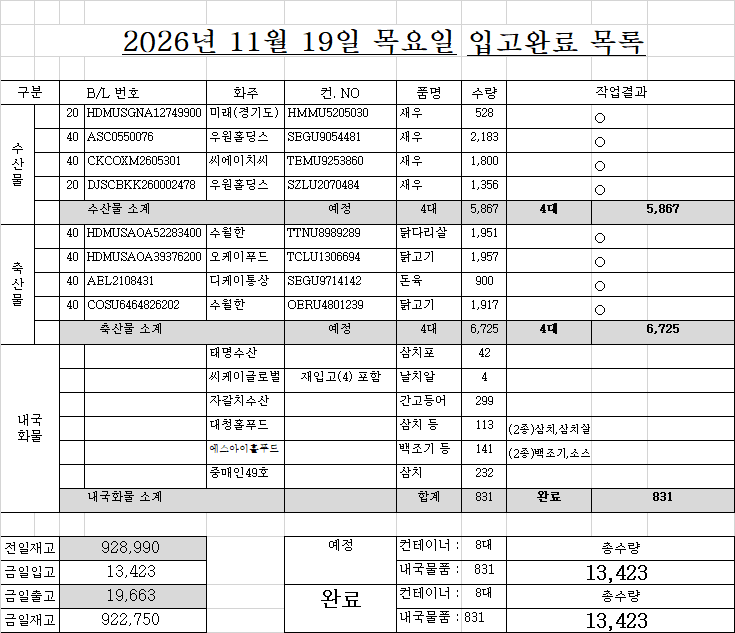 2026년 11월 19일 목요일 입고완료 목록
구분 B/L 번호 화주 컨. NO 품명 수량 작업결과
수산물
20 HDMUSGNA12749900 미래(경기도) HMMU5205030 새우 528 ○
40 ASC0550076 우원홀딩스 SEGU9054481 새우 2,183 ○
40 CKCOXM2605301 씨에이치씨 TBMU9253860 새우 1,800 ○
20 DJSCBKK260002478 우원홀딩스 SZLU2070484 새우 1,356 ○
수산물 소계 예정 4대 5,867 4대 5,867
축산물
40 HDMUSAOA52283400 수월한 TTNU8989289 닭다리살 1,951 ○
40 HDMUSAOA39376200 오케이푸드 TCLU1306694 닭고기 1,957 ○
40 AEL2108431 디케이통상 SEGU9714142 돈육 900 ○
40 COSU6464826202 수월한 OERU4801239 닭고기 1,917 ○
축산물 소계 예정 4대 6,725 4대 6,725
내국
화물
태명수산 삼치포 42
씨케이글로벌 재입고(4) 포함 날치알 4
자갈치수산 간고등어 299
대청홀푸드 삼치 등 113 (2종)삼치,삼치살
에스아이홀푸드 백조기 등 141 (2종)백조기,소스
중매인49호 삼치 232
내국화물 소계 합계 831 완료 831
전일재고 928,990 예정 컨테이너 : 8대 총수량
금일입고 13,423 내국물품 : 831 13,423
금일출고 19,663 완료 컨테이너 : 8대 총수량
금일재고 922,750 내국물품 : 831 13,423